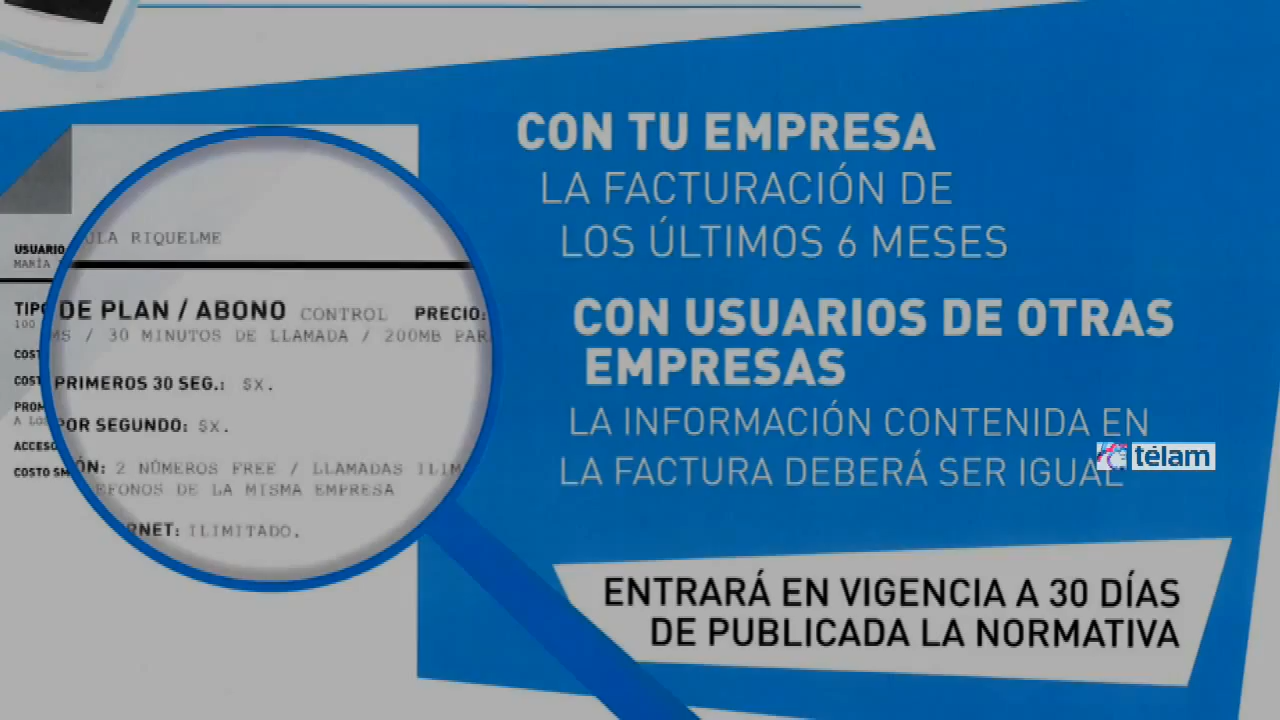 CON TU EMPRESA
LA FACTURACIÓN DE
LOS ÚLTIMOS 6 MESES
CON USUARIOS DE OTRAS
EMPRESAS
LA INFORMACIÓN CONTENIDA EN
LA FACTURA DEBERÁ SER IGUAL
télam
ENTRARÁ EN VIGENCIA A 30 DÍAS
DE PUBLICADA LA NORMATIVA
USUARIO
MARÍA
ULA RIQUELME
TIPO
DE PLAN / ABONO CONTROL PRECIO:
100
MS / 30 MINUTOS DE LLAMADA / 200MB PAR
COST
COST
PRIMEROS 30 SEG.: $X.
PROM
A LOS
POR SEGUNDO: $X.
ACCESO
COSTO SM
ÓN: 2 NÚMEROS FREE / LLAMADAS ILIM
EFONOS DE LA MISMA EMPRESA
RNET: ILIMITADO.